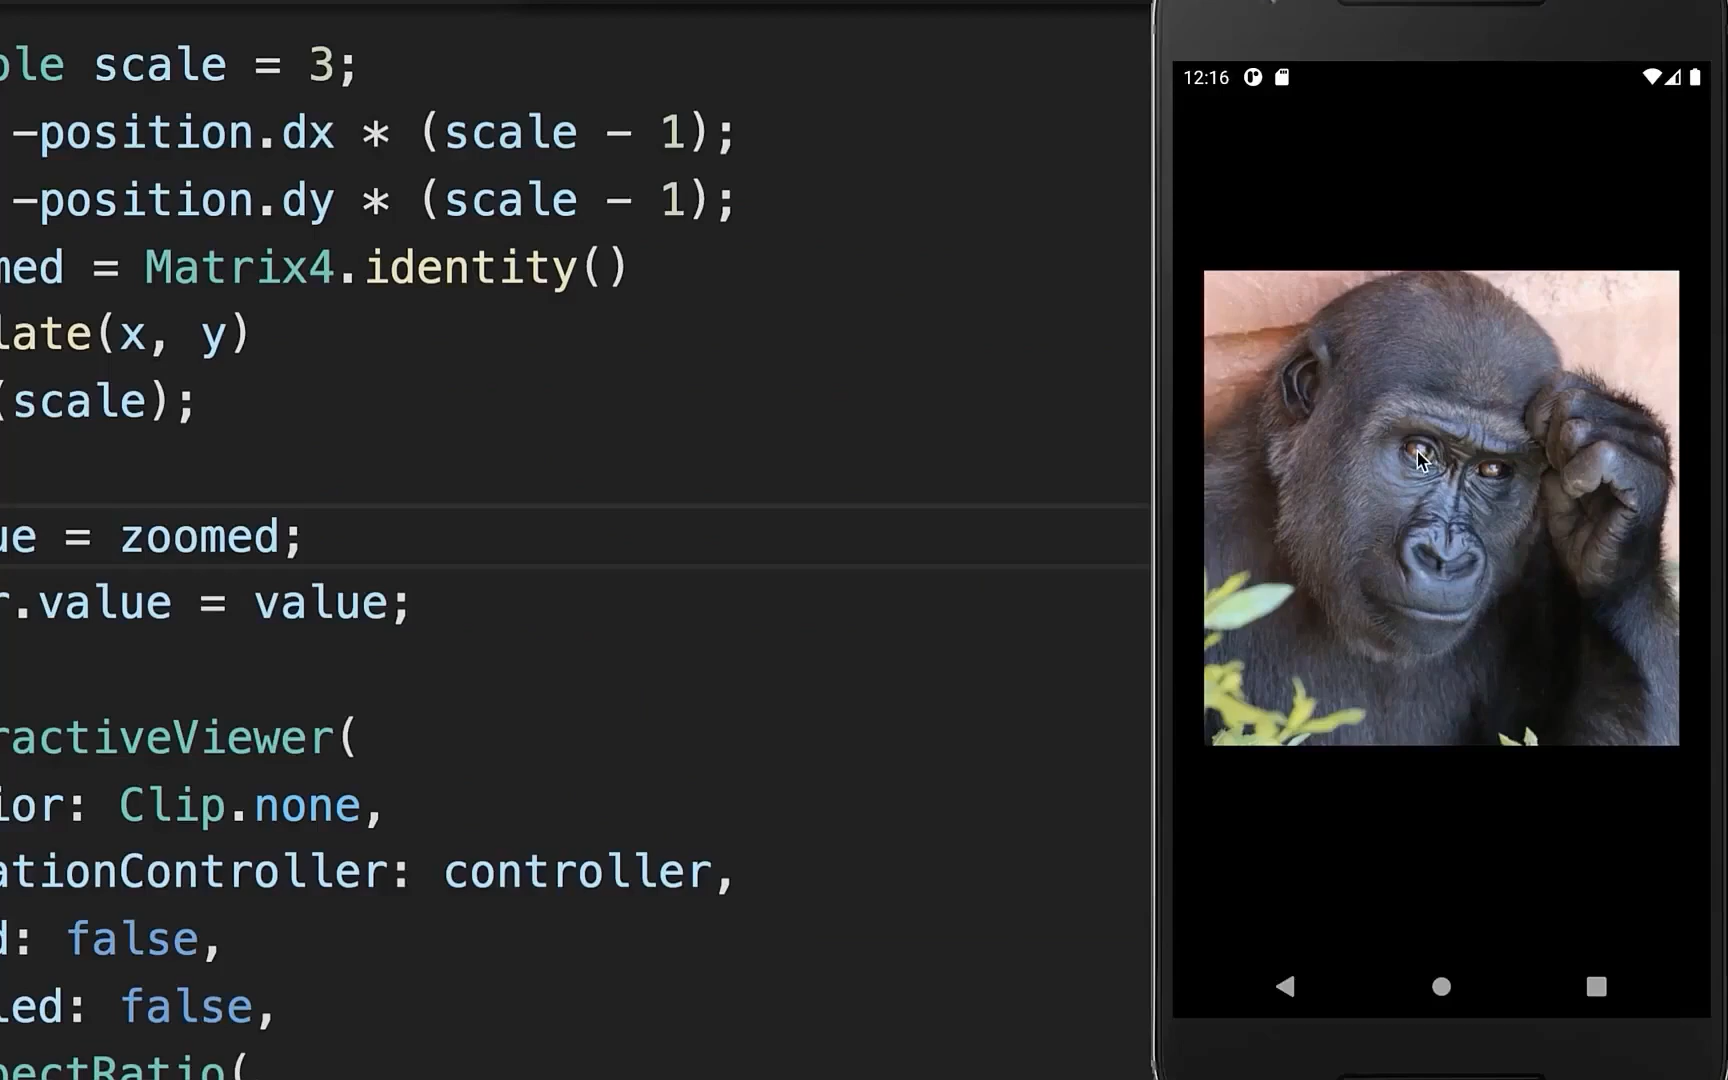 ble scale = 3;
-position.dx * (scale - 1);
-position.dy * (scale - 1);
med = Matrix4.identity()
late(x, y)
(scale);
ue = zoomed;
r.value = value;
ractiveViewer(
ior: Clip.none,
ationController: controller,
d: false,
led: false,
pectRatio(
12:16